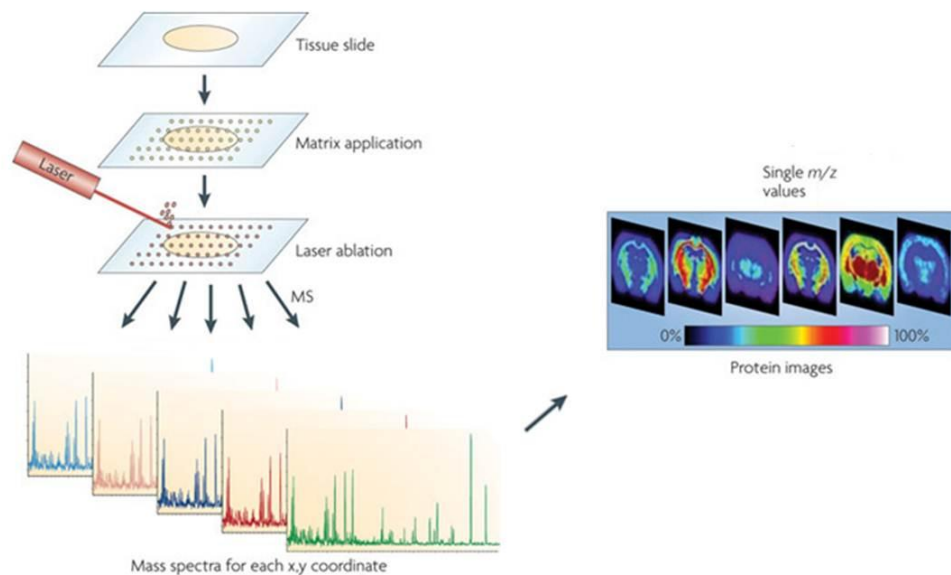 Tissue slide
Matrix application
Laser
Laser ablation
MS
Mass spectra for each x,y coordinate
Single m/z
values
0%
100%
Protein images